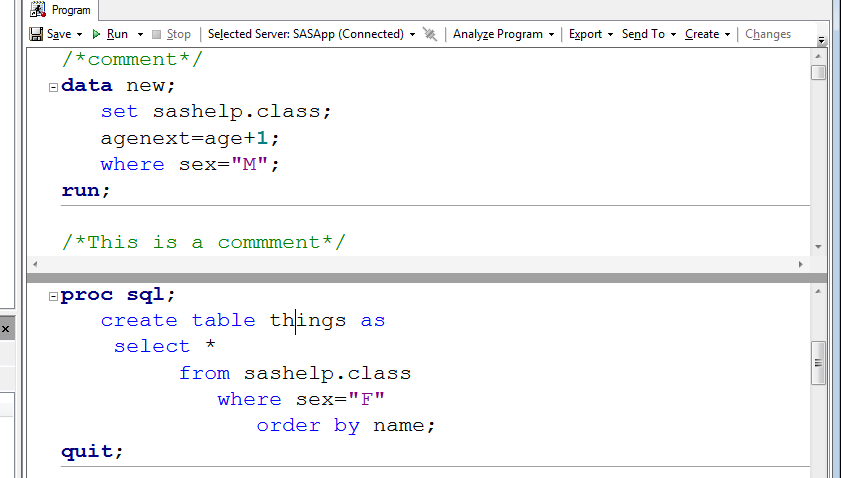 Program
Save Run Stop Selected Server: SASApp (Connected) Analyze Program Export Send To Create Changes
/*comment*/
data new;
set sashelp.class;
agenext=age+1;
where sex="M";
run;
/*This is a commment*/
proc sql;
create table things as
select *
from sashelp.class
where sex="F"
order by name;
quit;